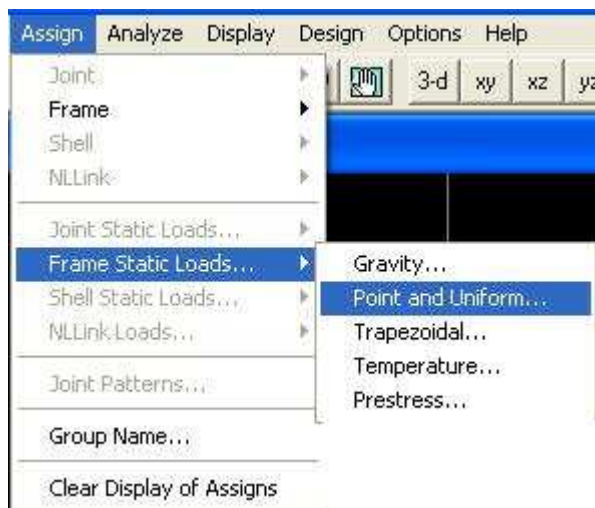 Assign Analyze Display Design Options Help
3-d xy xz yz
Joint
Frame
Shell
NLLink
Joint Static Loads...
Frame Static Loads...
Shell Static Loads...
NLLink Loads...
Joint Patterns...
Group Name...
Clear Display of Assigns
Gravity...
Point and Uniform...
Trapezoidal...
Temperature...
Prestress...